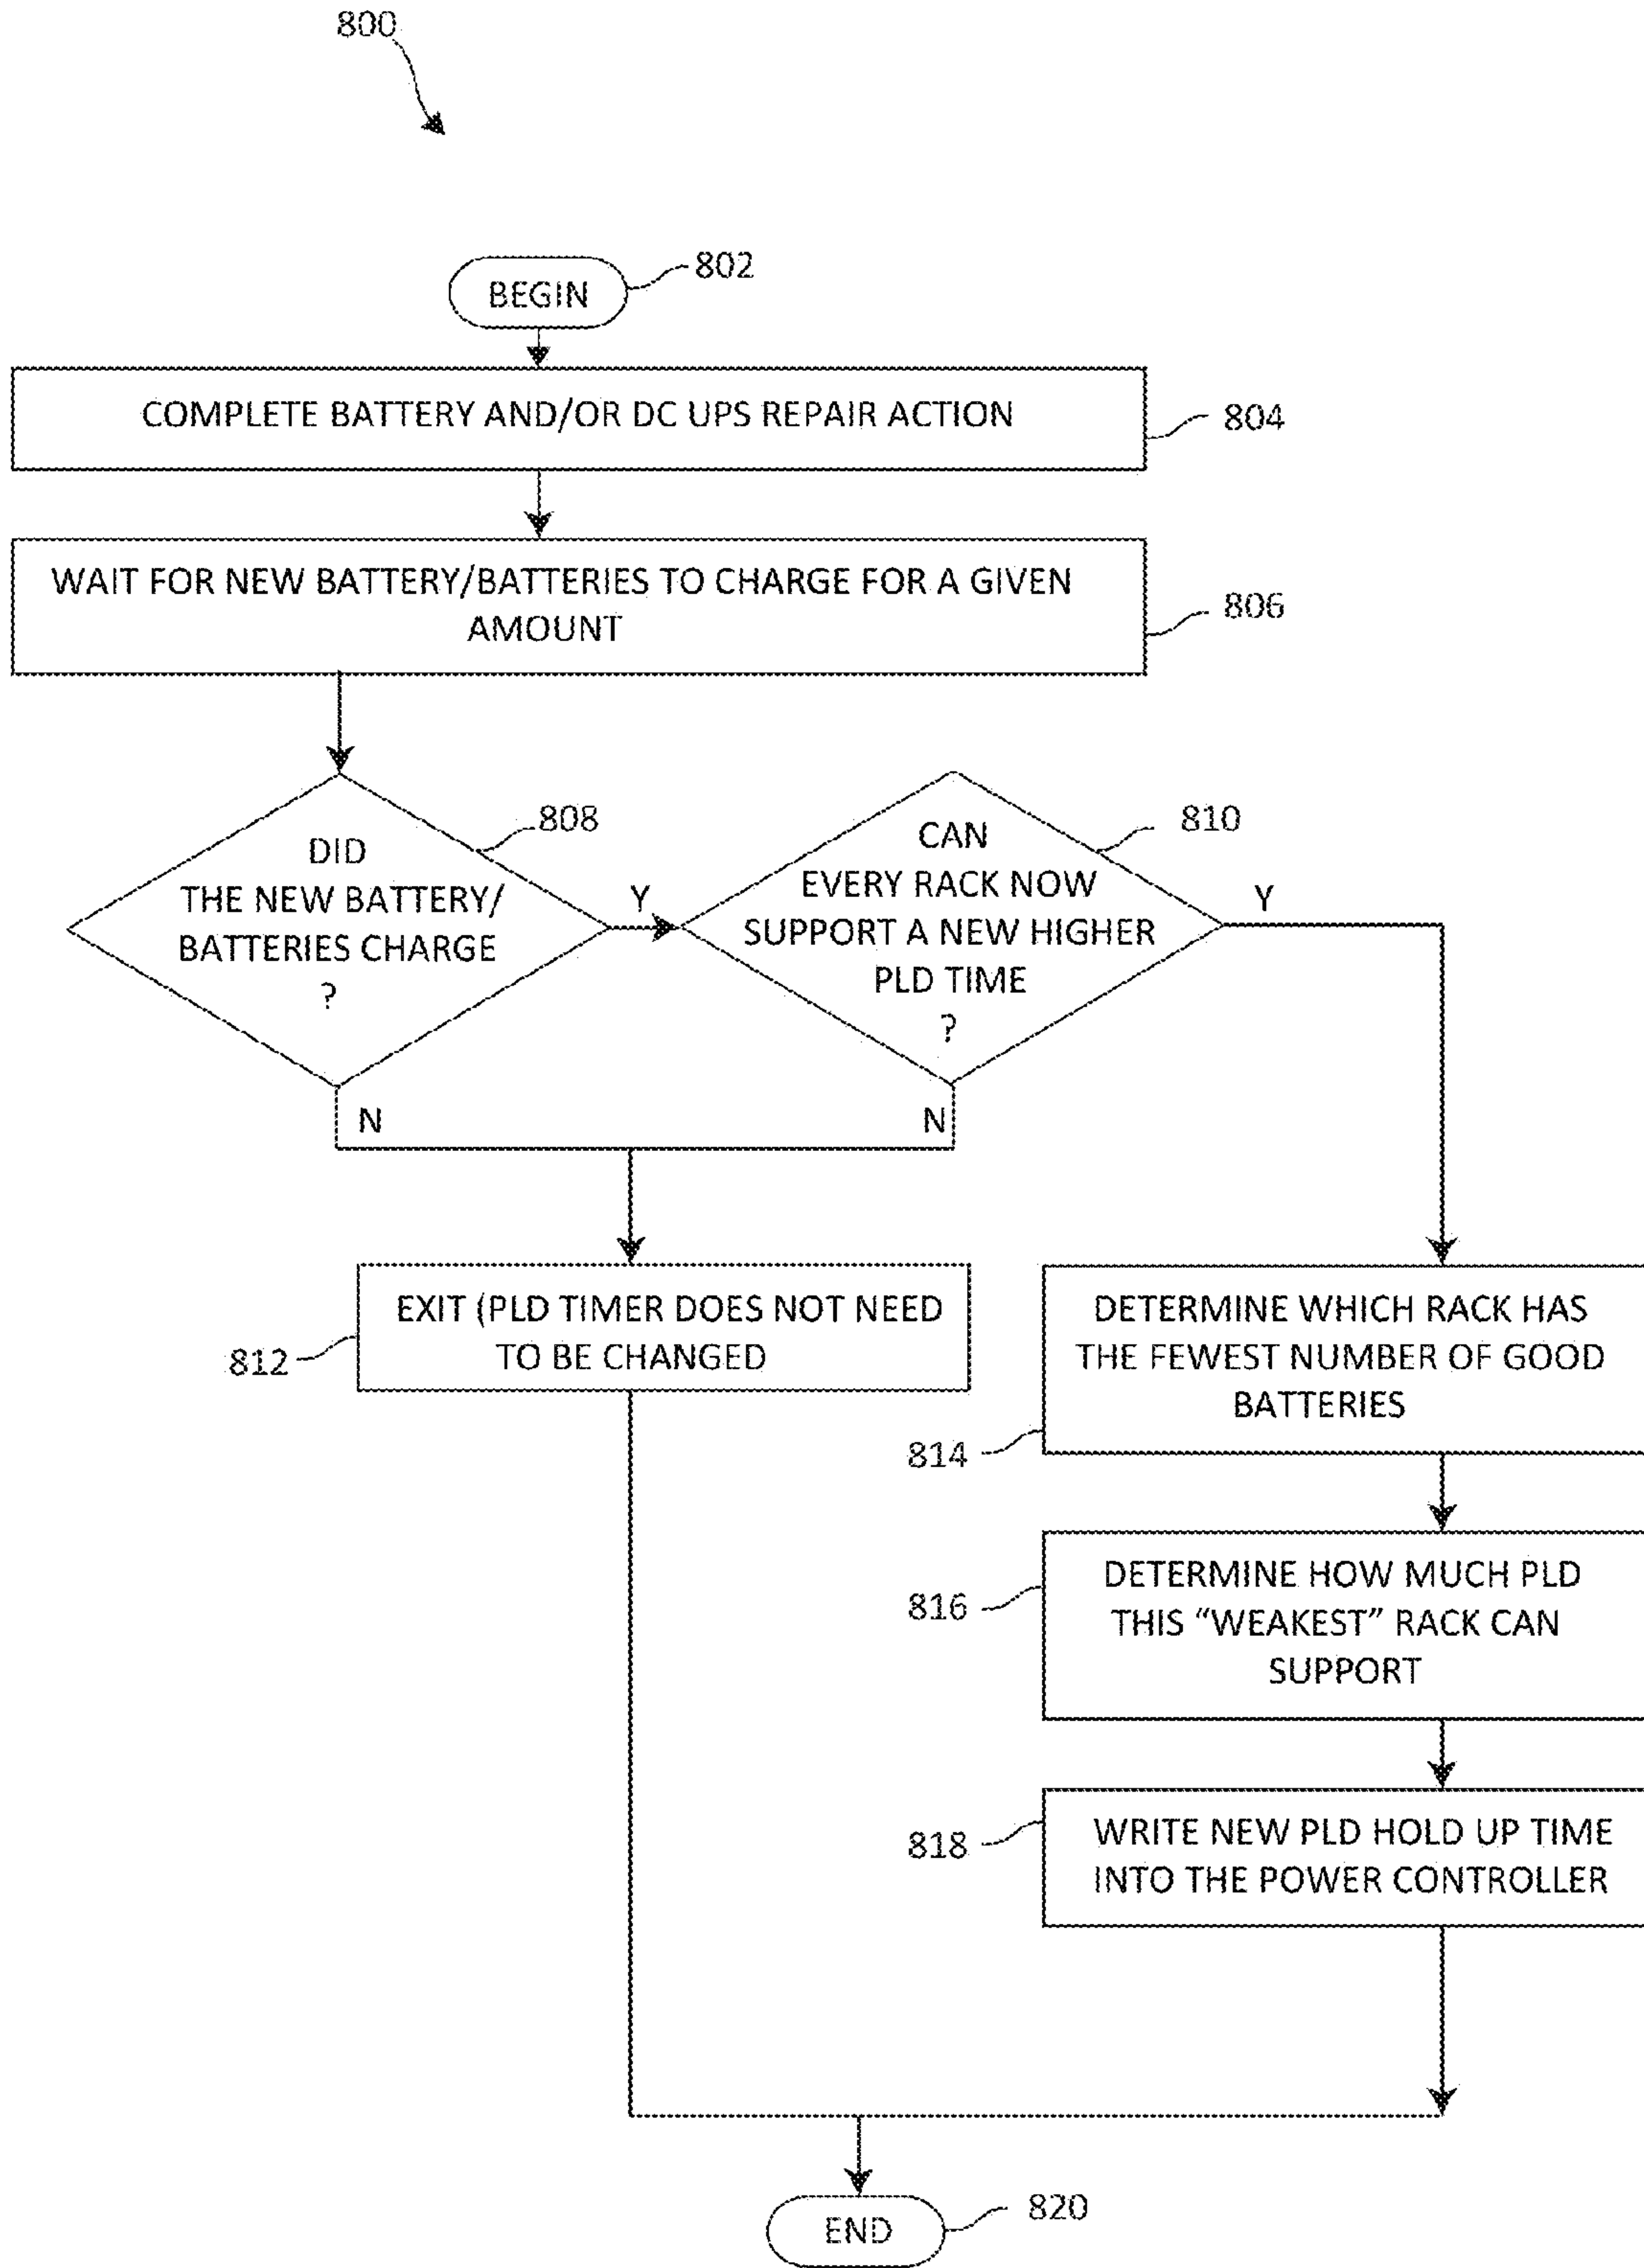 800
802
BEGIN
COMPLETE BATTERY AND/OR DC UPS REPAIR ACTION
804
WAIT FOR NEW BATTERY/BATTERIES TO CHARGE FOR A GIVEN
AMOUNT
806
808
DID
THE NEW BATTERY/
BATTERIES CHARGE
?
Y
N
810
CAN
EVERY RACK NOW
SUPPORT A NEW HIGHER
PLD TIME
?
Y
N
EXIT (PLD TIMER DOES NOT NEED
TO BE CHANGED
812
DETERMINE WHICH RACK HAS
THE FEWEST NUMBER OF GOOD
BATTERIES
814
DETERMINE HOW MUCH PLD
THIS “WEAKEST” RACK CAN
SUPPORT
816
WRITE NEW PLD HOLD UP TIME
INTO THE POWER CONTROLLER
818
END
820